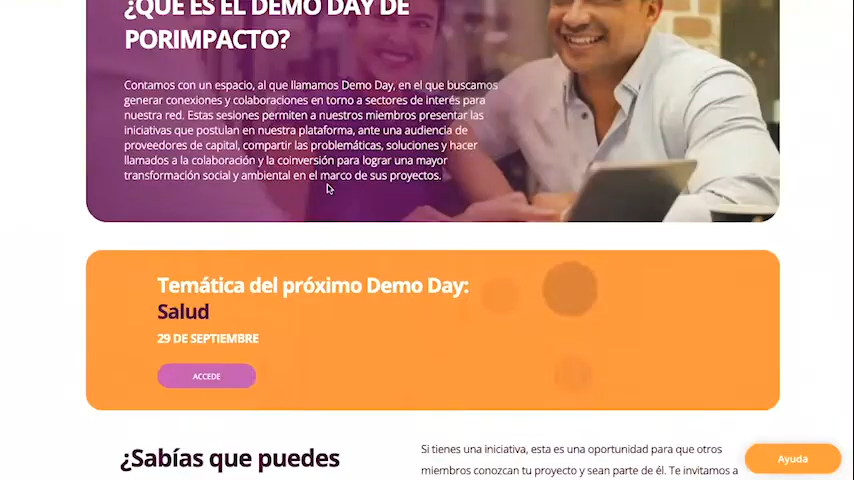 ¿QUÉ ES EL DEMO DAY DE
PORIMPACTO?
Contamos con un espacio, al que llamamos Demo Day, en el que buscamos
generar conexiones y colaboraciones en torno a sectores de interés para
nuestra red. Estas sesiones permiten a nuestros miembros presentar las
iniciativas que postulan en nuestra plataforma, ante una audiencia de
proveedores de capital, compartir las problemáticas, soluciones y hacer
llamados a la colaboración y la coinversión para lograr una mayor
transformación social y ambiental en el marco de sus proyectos.
Temática del próximo Demo Day:
Salud
29 DE SEPTIEMBRE
ACCEDE
¿Sabías que puedes
Si tienes una iniciativa, esta es una oportunidad para que otros
miembros conozcan tu proyecto y sean parte de él. Te invitamos a
Ayuda